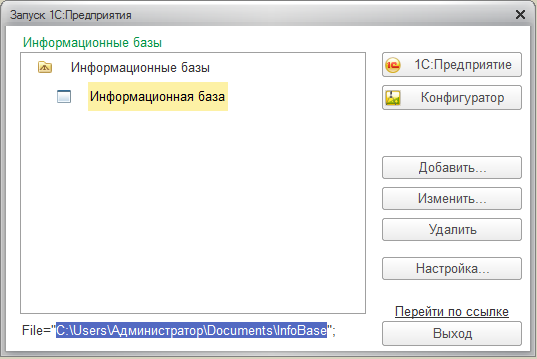 Запуск 1С:Предприятия
Информационные базы
Информационные базы
Информационная база
1С:Предприятие
Конфигуратор
Добавить...
Изменить...
Удалить
Настройка...
Перейти по ссылке
File="C:\Users\Администратор\Documents\InfoBase";
Выход